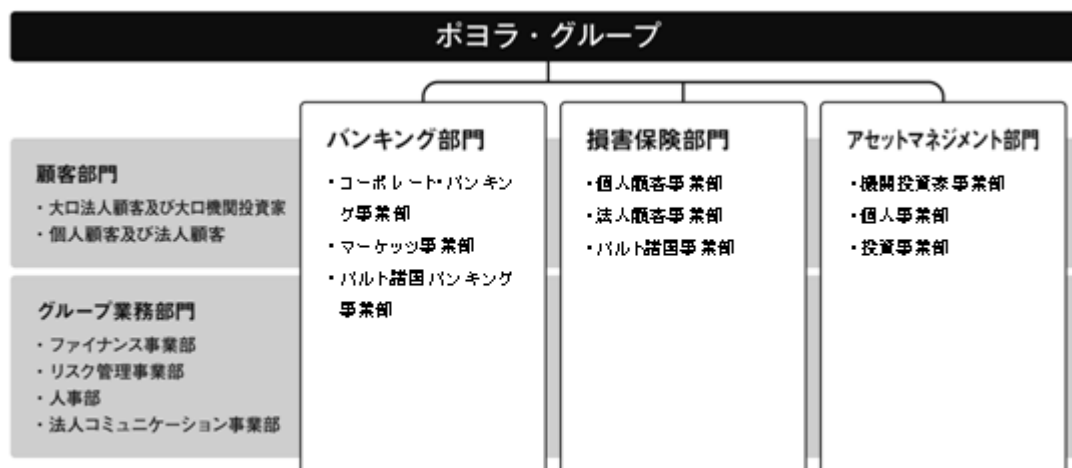 ポヨラ・グループ
顧客部門
・大口法人顧客及び大口機関投資家
・個人顧客及び法人顧客
グループ業務部門
・ファイナンス事業部
・リスク管理事業部
・人事部
・法人コミュニケーション事業部
バンキング部門
・コーポレート・バンキン
グ事業部
・マーケッツ事業部
・バルト諸国バンキング
事業部
損害保険部門
・個人顧客事業部
・法人顧客事業部
・バルト諸国事業部
アセットマネジメント部門
・機関投資家事業部
・個人事業部
・投資事業部